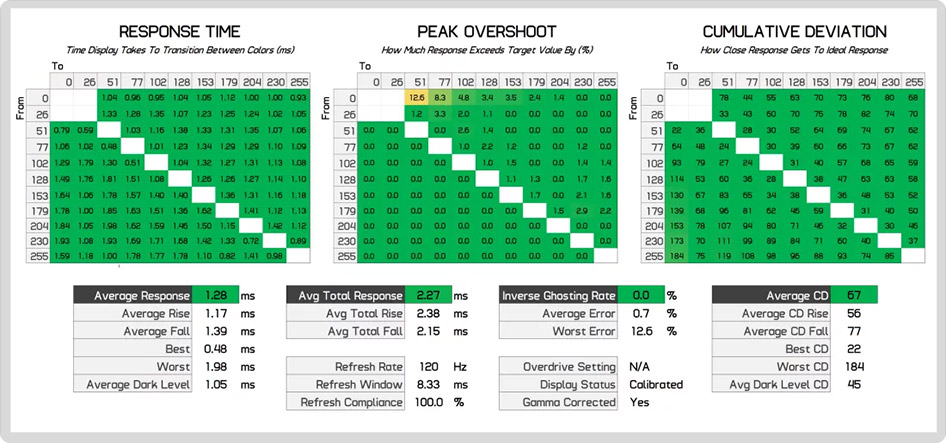 RESPONSE TIME
Time Display Takes To Transition Between Colors (ms)
To
From
0 26 51 77 102 128 153 179 204 230 255
0 1.04 0.96 0.95 1.04 1.05 1.12 1.00 1.00 0.93
26 1.33 1.28 1.35 1.07 1.25 1.24 1.02 1.05
51 0.79 0.59 1.03 1.16 1.38 1.33 1.31 1.35 1.07 1.06
77 1.06 1.02 0.48 1.09 1.27 1.29 1.29 1.10 1.10 1.09
102 1.29 1.79 1.30 0.51 1.04 1.32 1.27 1.31 1.13 1.08
128 1.49 1.76 1.81 1.51 1.08 1.26 1.26 1.27 1.14 1.10
153 1.64 1.06 1.78 1.57 1.40 1.40 1.36 1.31 1.16 1.18
179 1.78 1.00 1.85 1.63 1.51 1.36 1.62 1.41 1.12 1.13
204 1.84 1.05 1.98 1.62 1.59 1.46 1.50 1.15 1.42 1.12
230 1.93 1.08 1.93 1.69 1.71 1.68 1.42 1.33 0.72 0.89
255 1.59 1.18 1.00 1.78 1.78 1.78 1.10 0.82 1.41 0.98
PEAK OVERSHOOT
How Much Response Exceeds Target Value By (%)
To
From
0 26 51 77 102 128 153 179 204 230 255
0 12.6 8.3 4.8 3.4 3.5 2.4 1.4 0.0 0.0
26 1.2 3.3 2.0 1.1 0.0 0.0 0.0 0.0
51 0.0 0.0 0.0 2.6 1.4 0.0 0.0 0.0 0.0 0.0
77 0.0 0.0 0.0 1.0 2.2 1.2 0.0 0.0 1.2 0.0
102 0.0 0.0 0.0 0.0 1.0 1.5 0.0 0.0 1.4 1.4
128 0.0 0.0 0.0 0.0 0.0 1.1 1.3 0.0 1.7 1.6
153 0.0 0.0 0.0 0.0 0.0 0.0 1.7 0.0 2.1 1.6
179 0.0 0.0 0.0 0.0 0.0 0.0 0.0 1.5 2.9 2.2
204 0.0 0.0 0.0 0.0 0.0 0.0 0.0 0.0 0.0 0.0
230 0.0 0.0 0.0 0.0 0.0 0.0 0.0 0.0 0.0 0.0
255 0.0 0.0 0.0 0.0 0.0 0.0 0.0 0.0 0.0 0.0
CUMULATIVE DEVIATION
How Close Response Gets To Ideal Response
To
From
0 26 51 77 102 128 153 179 204 230 255
0 78 44 55 63 70 73 76 80 68
26 33 43 50 70 75 78 82 74 70
51 22 36 28 30 52 64 69 74 67 62
77 64 48 24 30 39 60 66 73 67 62
102 93 79 27 24 31 40 57 68 65 59
128 114 53 60 36 28 38 47 63 63 58
153 130 67 83 65 34 38 36 48 53 52
179 139 68 96 81 62 46 59 31 40 50
204 153 78 107 94 80 71 46 32 30 46
230 173 70 111 99 89 84 71 60 40 37
255 184 75 119 108 98 95 88 93 74 85
Average Response 1.28 ms
Average Rise 1.17 ms
Average Fall 1.39 ms
Best 0.48 ms
Worst 1.98 ms
Average Dark Level 1.05 ms
Avg Total Response 2.27 ms
Avg Total Rise 2.38 ms
Avg Total Fall 2.15 ms
Refresh Rate 120 Hz
Refresh Window 8.33 ms
Refresh Compliance 100.0 %
Inverse Ghosting Rate 0.0 %
Average Error 0.7 %
Worst Error 12.6 %
Overdrive Setting N/A
Display Status Calibrated
Gamma Corrected Yes
Average CD 67
Average CD Rise 56
Average CD Fall 77
Best CD 22
Worst CD 184
Avg Dark Level CD 45